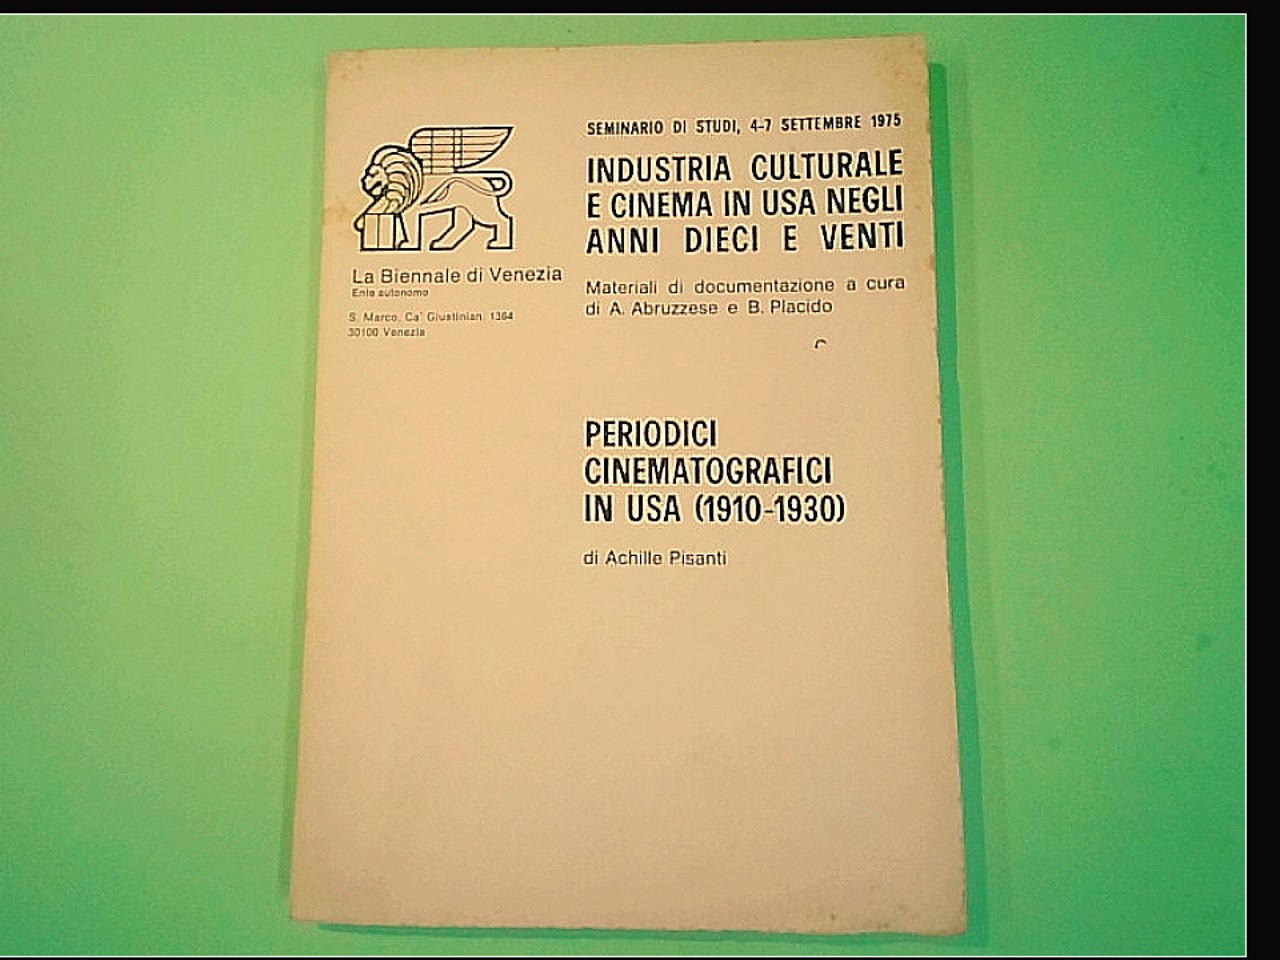 La Biennale di Venezia
Ente autonomo
S. Marco, Ca' Giustinian, 1364
30100 Venezia
SEMINARIO DI STUDI, 4-7 SETTEMBRE 1975
INDUSTRIA CULTURALE
E CINEMA IN USA NEGLI
ANNI DIECI E VENTI
Materiali di documentazione a cura
di A. Abruzzese e B. Placido
PERIODICI
CINEMATOGRAFICI
IN USA (1910-1930)
di Achille Pisanti